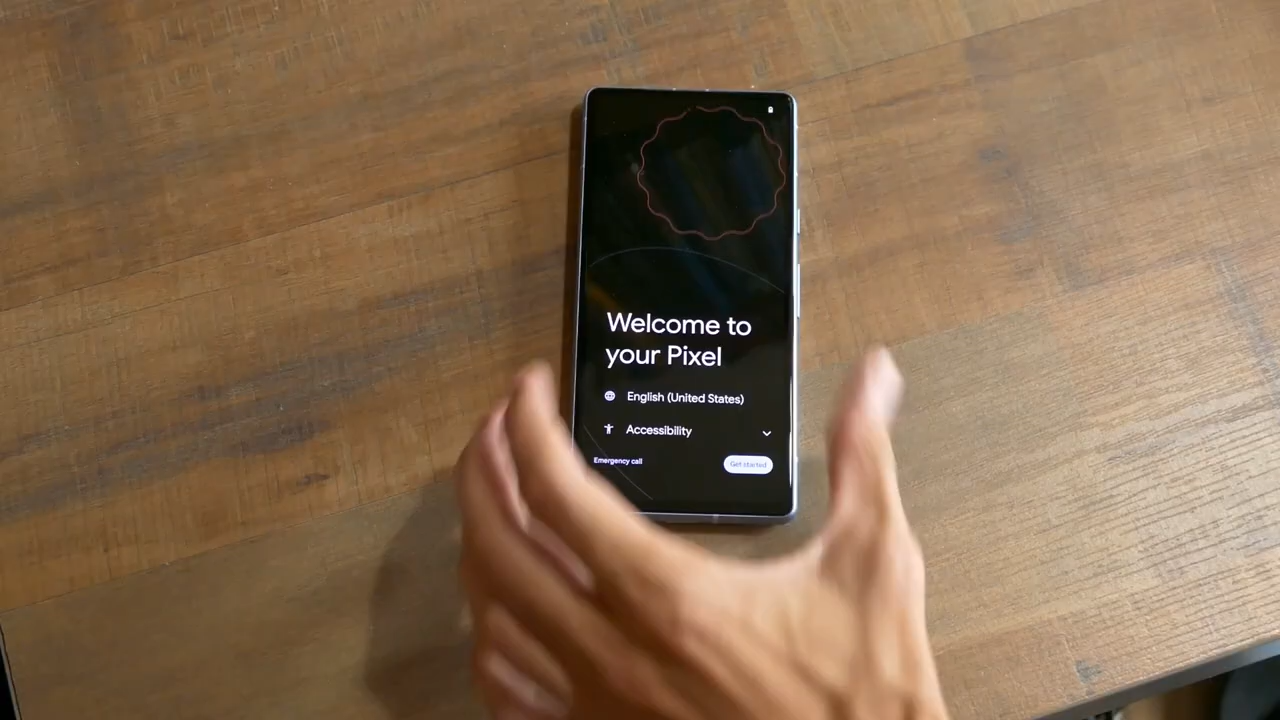 Welcome to
your Pixel
English (United States)
Accessibility
Emergency call
Get started